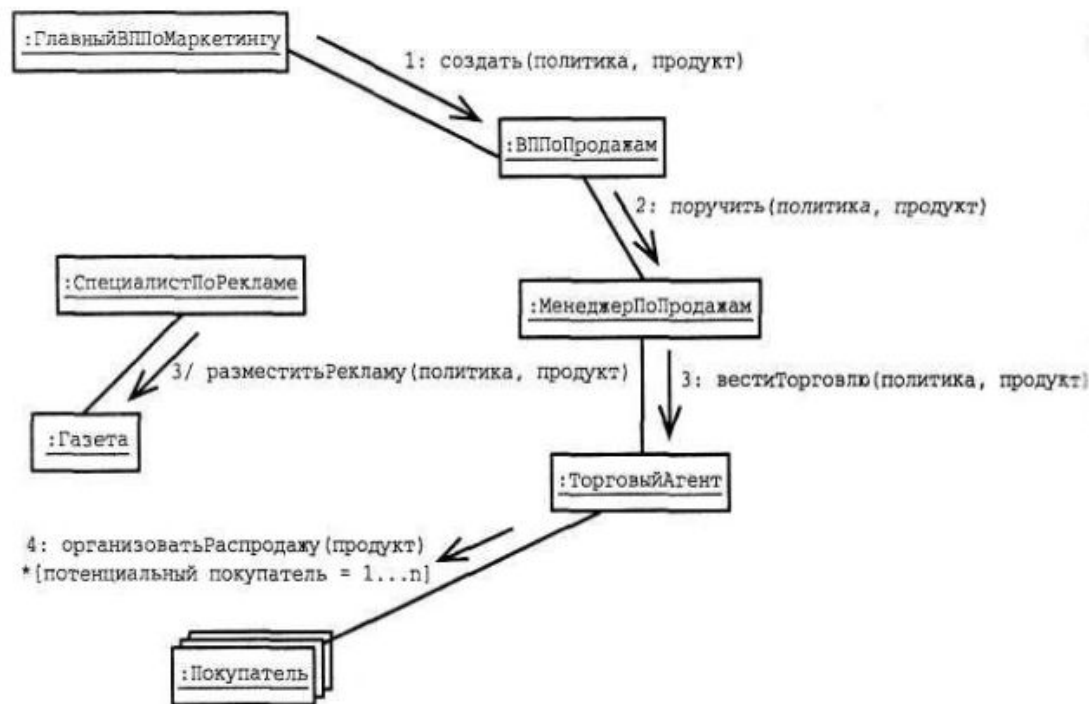 :ГлавныйВППоМаркетингу
1: создать(политика, продукт)
:ВППоПродажам
2: поручить(политика, продукт)
:СпециалистПоРекламе
:МенеджерПоПродажам
3/ разместитьРекламу(политика, продукт)
3: вестиТорговлю(политика, продукт)
:Газета
:ТорговыйАгент
4: организоватьРаспродажу(продукт)
*[потенциальный покупатель = 1...n]
:Покупатель